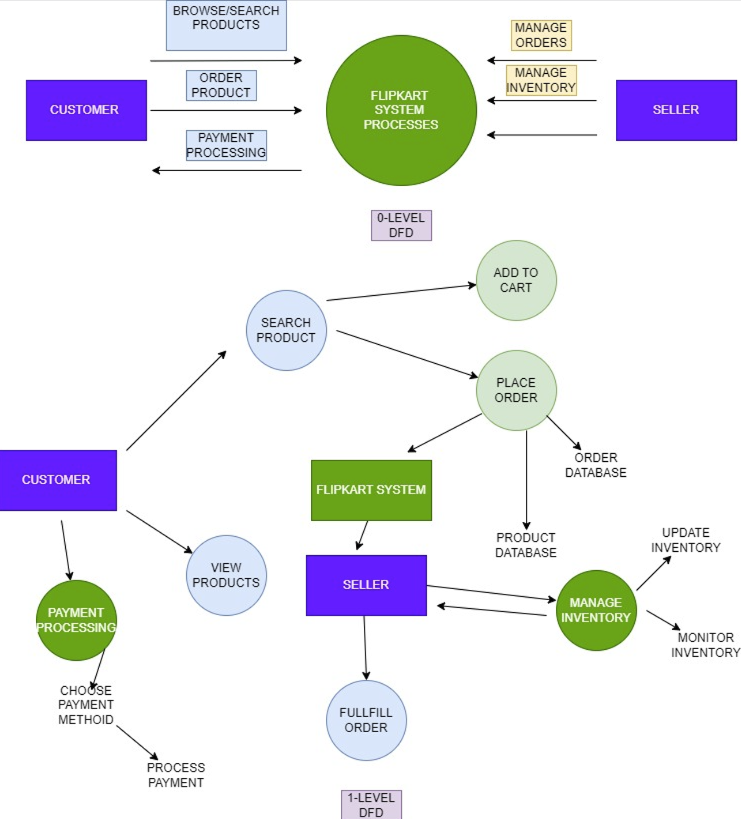 BROWSE/SEARCH
PRODUCTS
MANAGE
ORDERS
ORDER
PRODUCT
MANAGE
INVENTORY
CUSTOMER
FLIPKART
SYSTEM
PROCESSES
SELLER
PAYMENT
PROCESSING
0-LEVEL
DFD
ADD TO
CART
SEARCH
PRODUCT
PLACE
ORDER
CUSTOMER
FLIPKART SYSTEM
ORDER
DATABASE
PRODUCT
DATABASE
UPDATE
INVENTORY
VIEW
PRODUCTS
SELLER
MANAGE
INVENTORY
PAYMENT
PROCESSING
MONITOR
INVENTORY
CHOOSE
PAYMENT
METHOID
FULLFILL
ORDER
PROCESS
PAYMENT
1-LEVEL
DFD